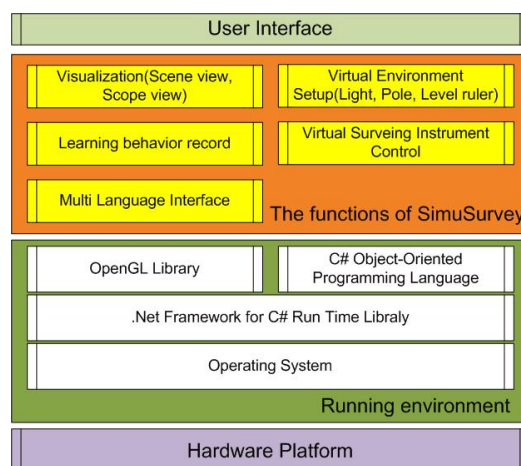 User Interface
Visualization(Scene view,
Scope view)
Virtual Environment
Setup(Light, Pole, Level ruler)
Learning behavior record
Virtual Surveing Instrument
Control
Multi Language Interface
The functions of SimuSurvey
OpenGL Library
C# Object-Oriented
Programming Language
.Net Framework for C# Run Time Libraly
Operating System
Running environment
Hardware Platform